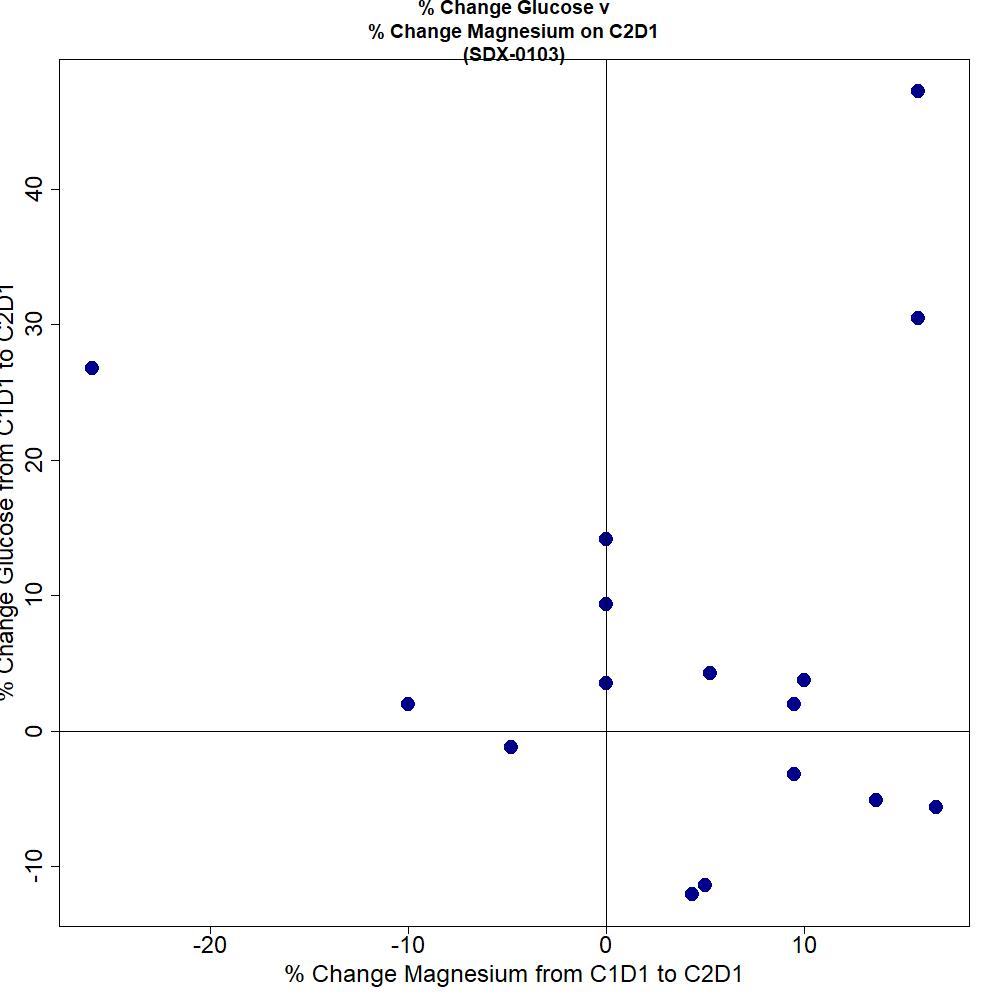 % Change Glucose v
% Change Magnesium on C2D1
(SDX-0103)
% Change Glucose from C1D1 to C2D1
40
30
20
10
0
-10
-20
-10
0
10
% Change Magnesium from C1D1 to C2D1